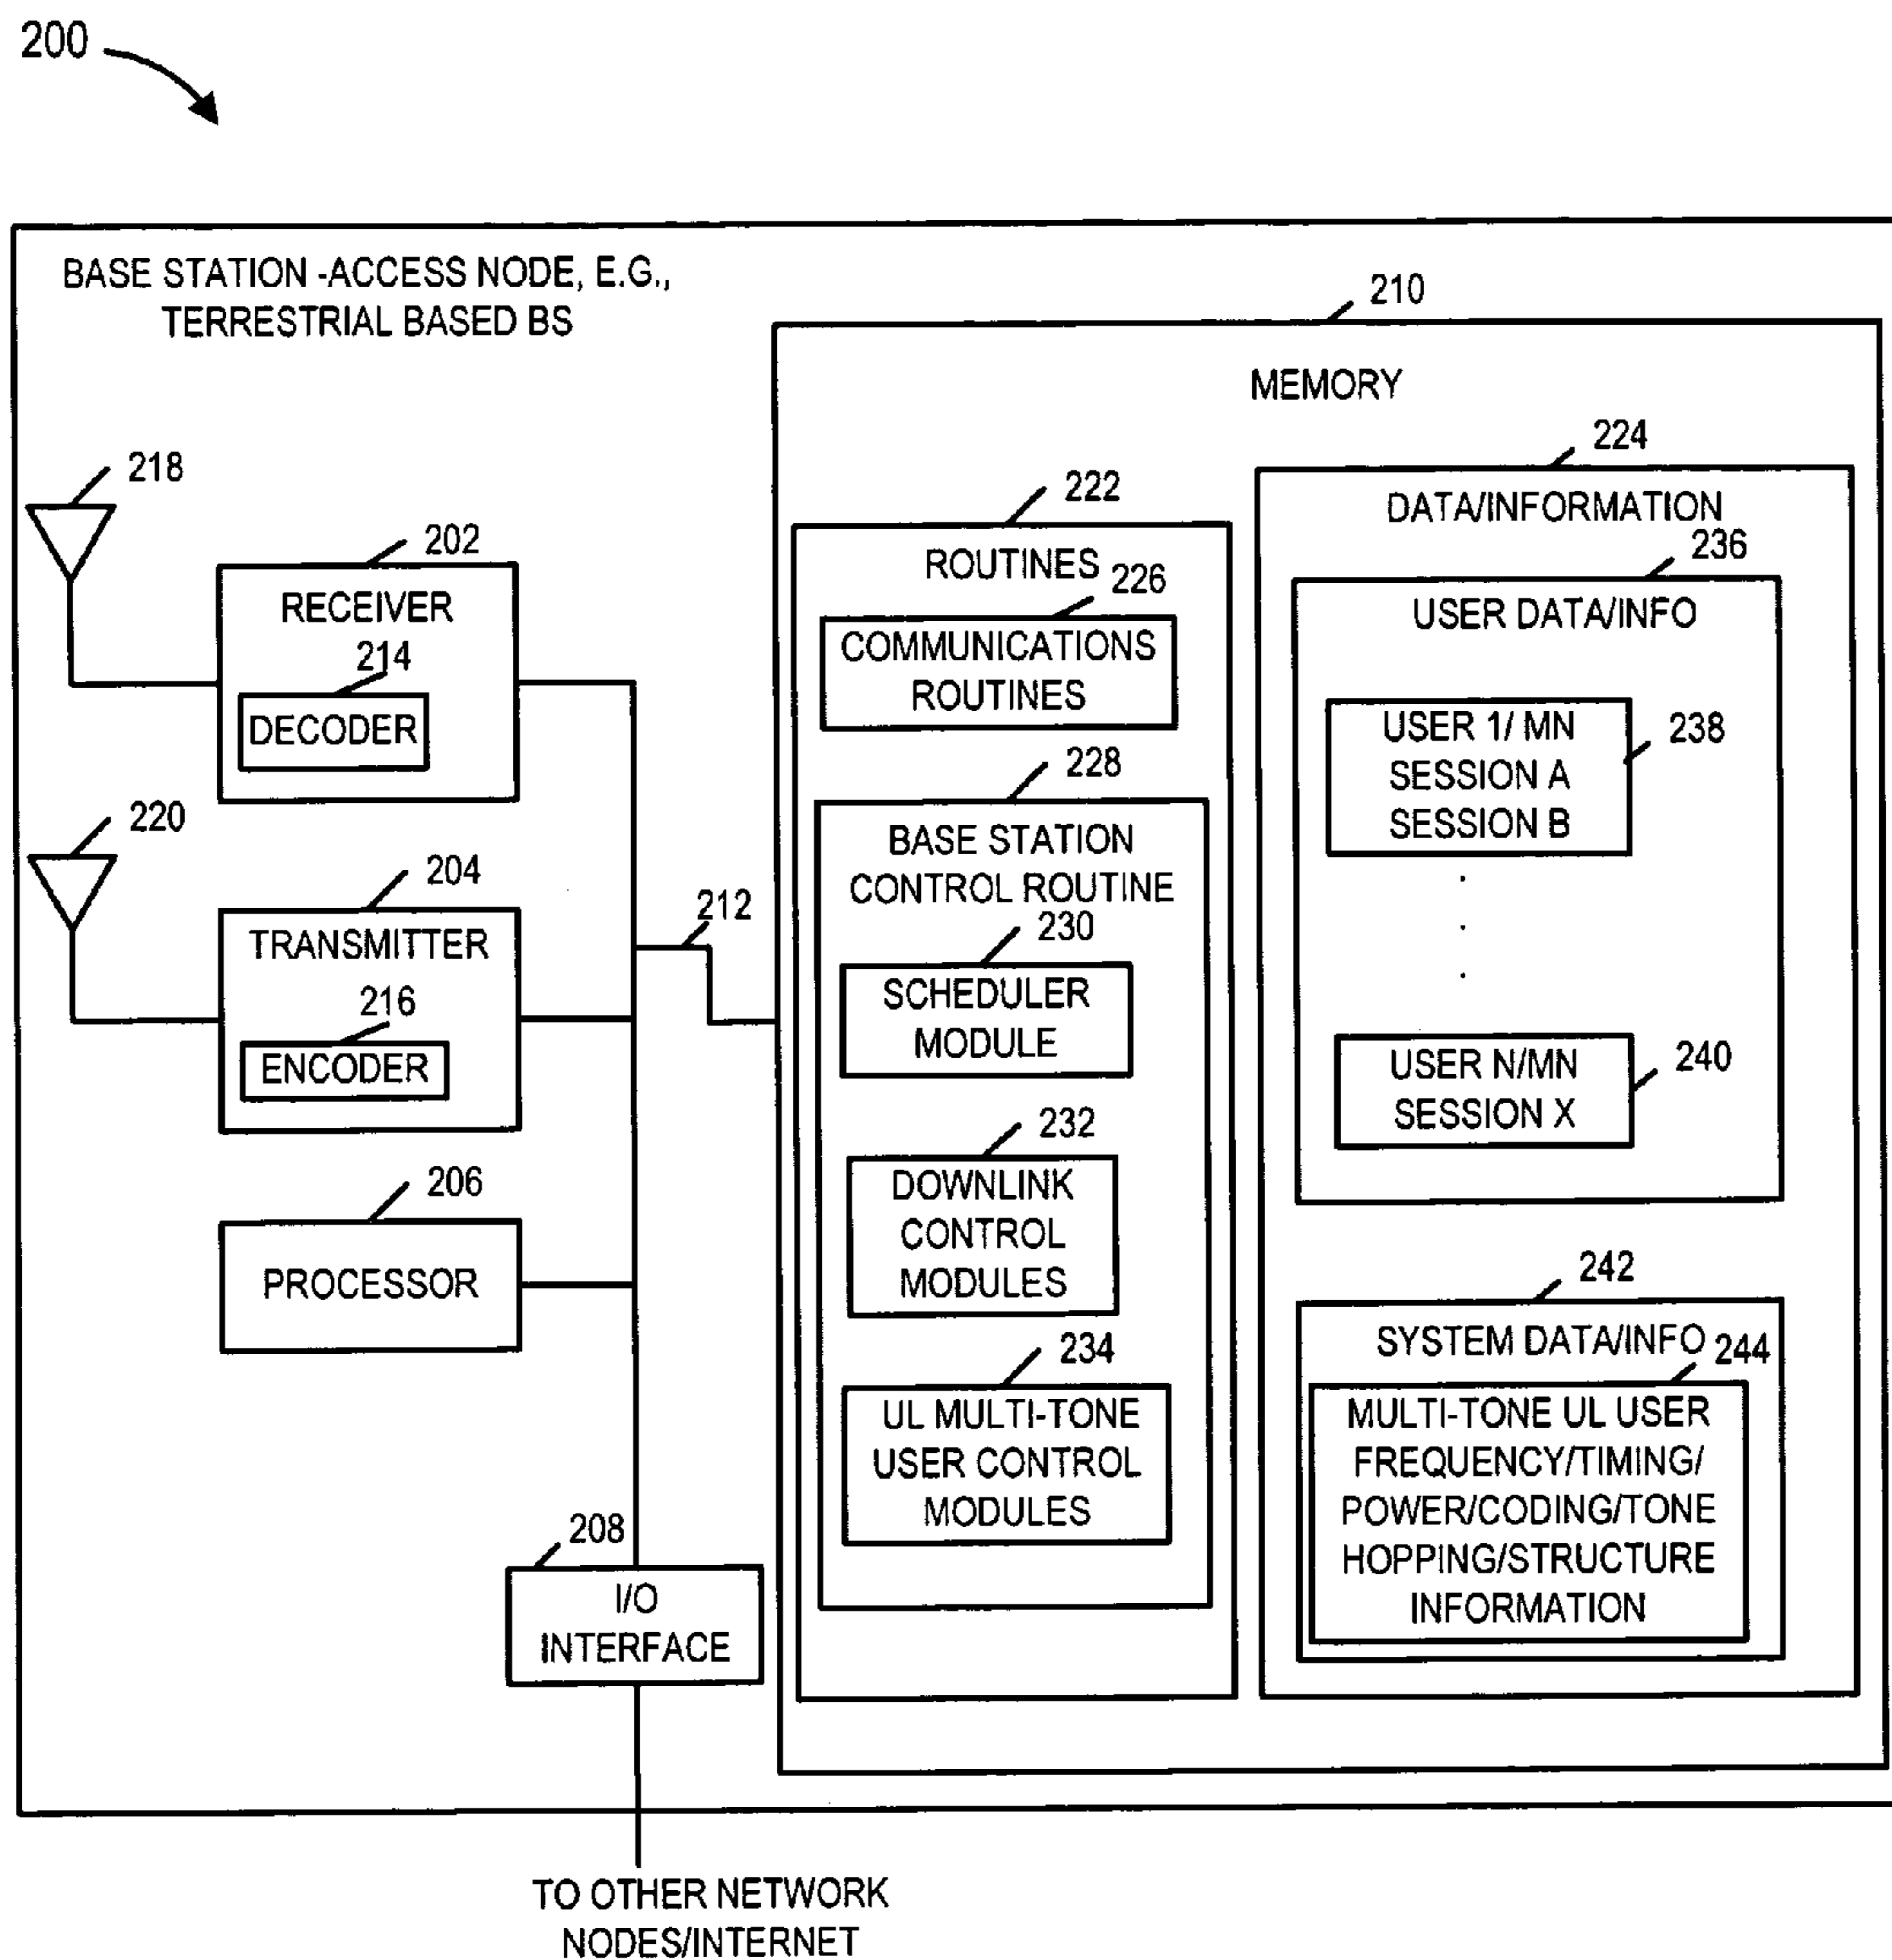 200
BASE STATION -ACCESS NODE, E.G.,
TERRESTRIAL BASED BS
210
MEMORY
218
202
RECEIVER
214
DECODER
220
204
TRANSMITTER
216
ENCODER
206
PROCESSOR
212
208
I/O
INTERFACE
TO OTHER NETWORK
NODES/INTERNET
222
ROUTINES
226
COMMUNICATIONS
ROUTINES
228
BASE STATION
CONTROL ROUTINE
230
SCHEDULER
MODULE
232
DOWNLINK
CONTROL
MODULES
234
UL MULTI-TONE
USER CONTROL
MODULES
224
DATA/INFORMATION
236
USER DATA/INFO
USER 1/ MN
SESSION A
SESSION B
238
.
.
.
USER N/MN
SESSION X
240
242
SYSTEM DATA/INFO
244
MULTI-TONE UL USER
FREQUENCY/TIMING/
POWER/CODING/TONE
HOPPING/STRUCTURE
INFORMATION